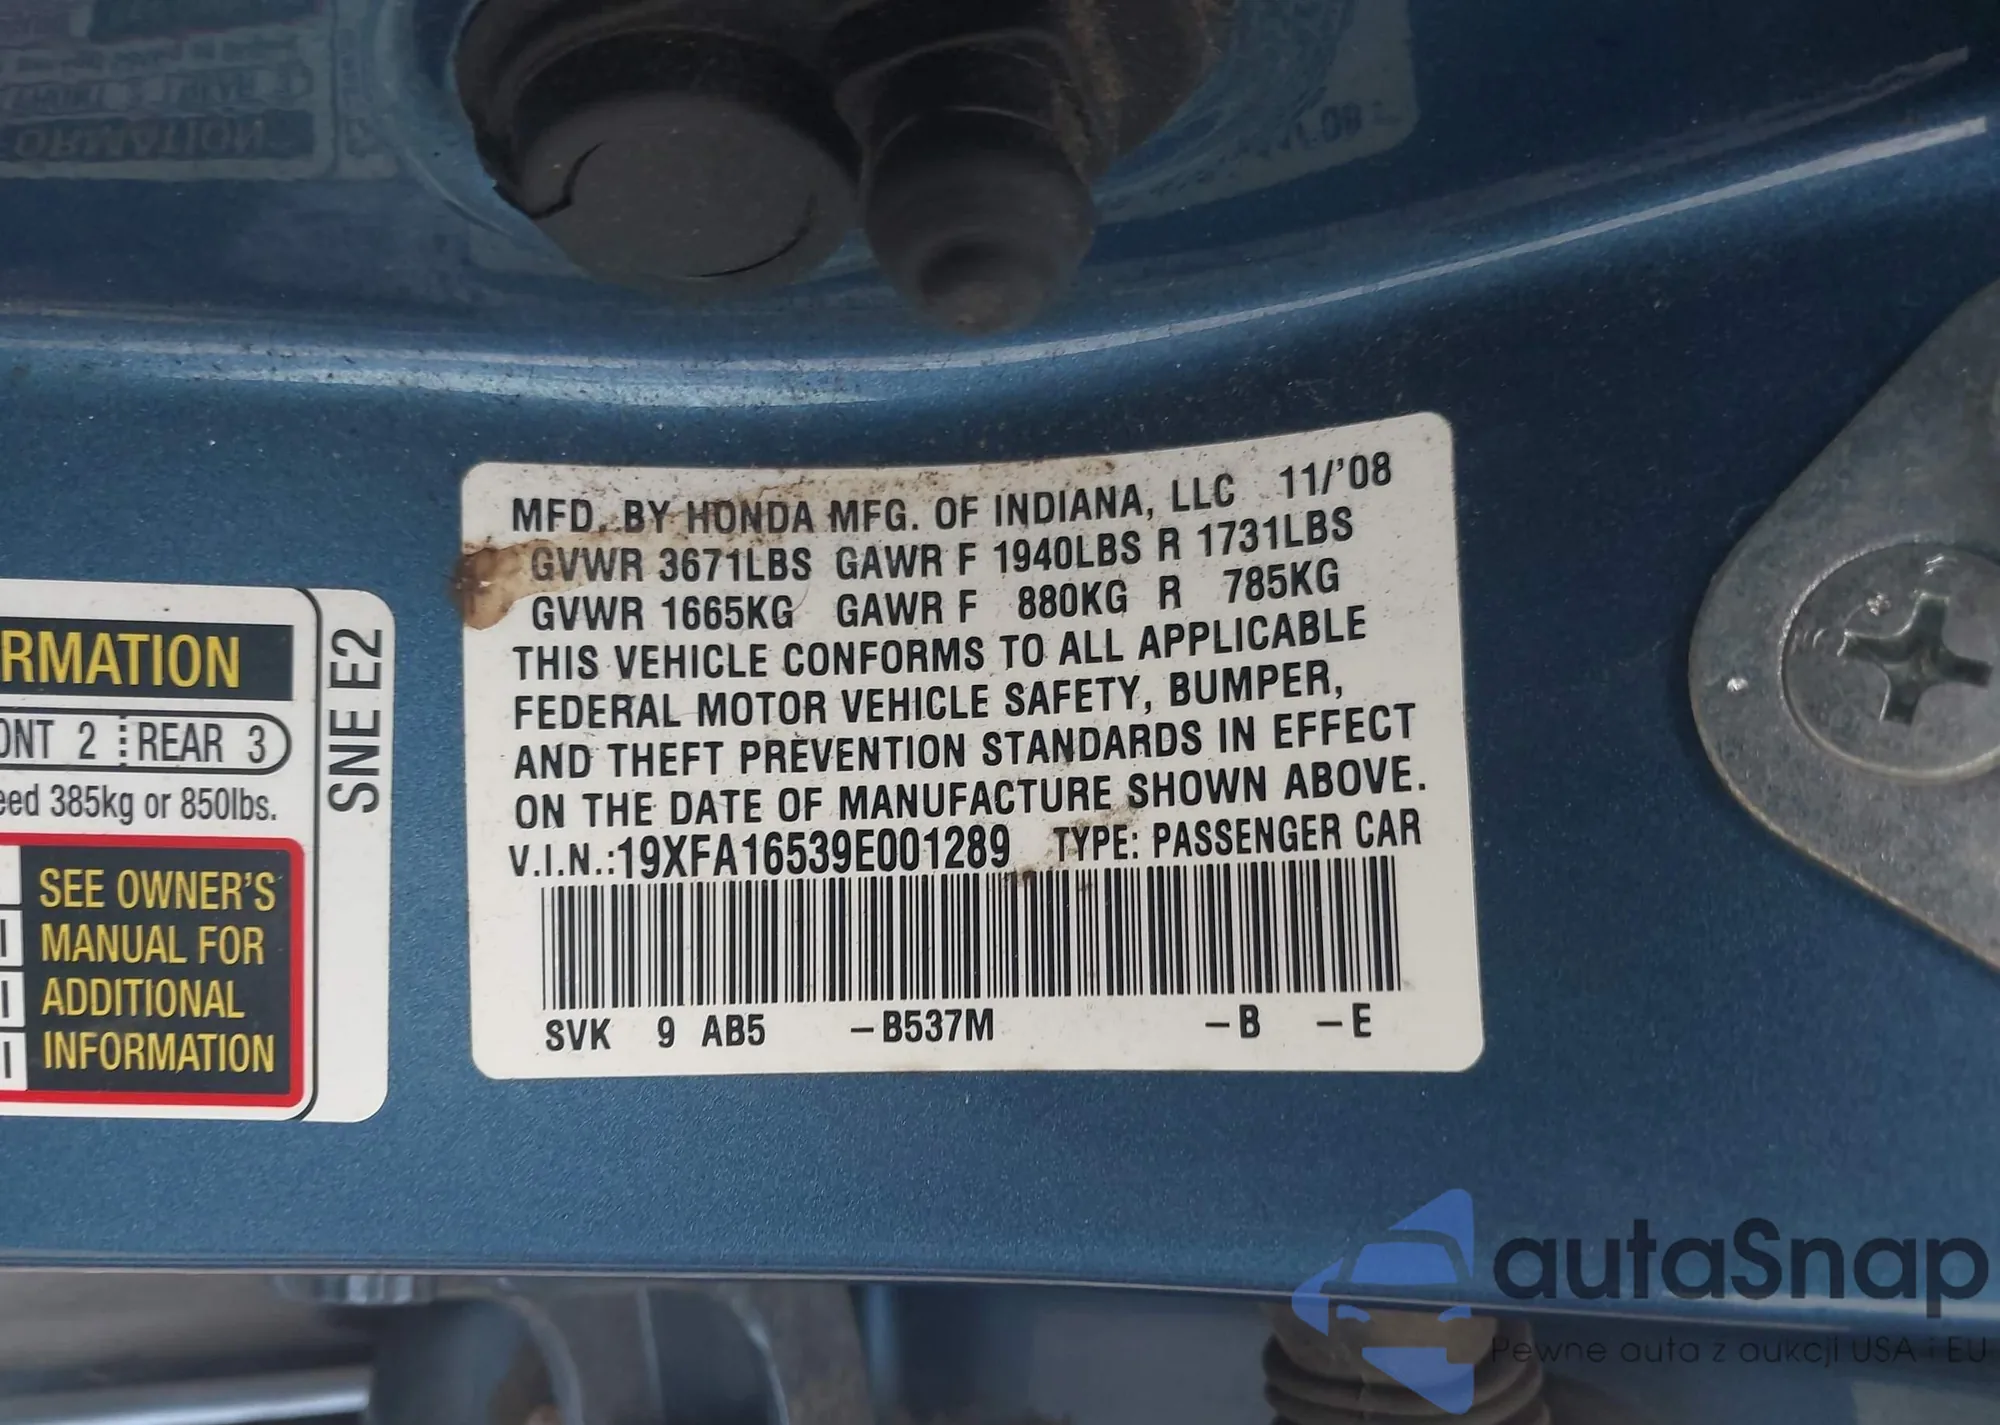 RMATION
ONT 2 REAR 3
eed 385kg or 850lbs.
SEE OWNER'S
MANUAL FOR
ADDITIONAL
INFORMATION
SNE E2
MFD. BY HONDA MFG. OF INDIANA, LLC 11/'08
GVWR 3671LBS GAWR F 1940LBS R 1731LBS
GVWR 1665KG GAWR F 880KG R 785KG
THIS VEHICLE CONFORMS TO ALL APPLICABLE
FEDERAL MOTOR VEHICLE SAFETY, BUMPER,
AND THEFT PREVENTION STANDARDS IN EFFECT
ON THE DATE OF MANUFACTURE SHOWN ABOVE.
V.I.N.:19XFA16539E001289 TYPE: PASSENGER CAR
SVK 9 AB5 –B537M –B –E
autaSnap
Pewne auta z aukcji USA i EU